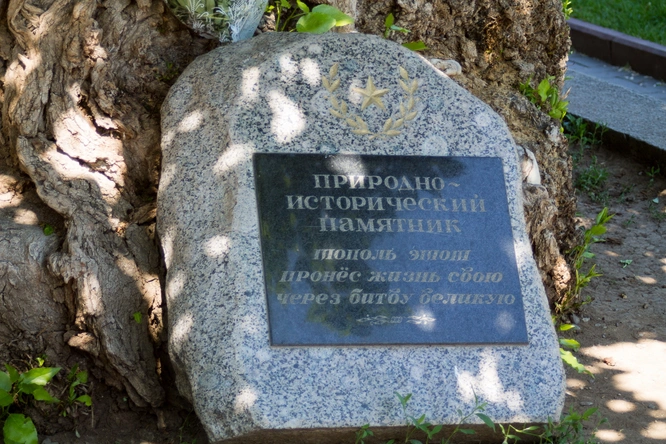 ПРИРОДНО-
ИСТОРИЧЕСКИЙ
ПАМЯТНИК
тополь этот
пронёс жизнь свою
через битву великую